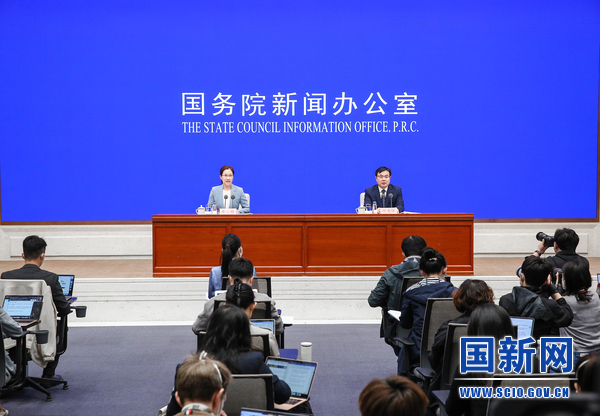 国务院新闻办公室
THE STATE COUNCIL INFORMATION OFFICE, P.R.C.
国新网
www.scio.gov.cn